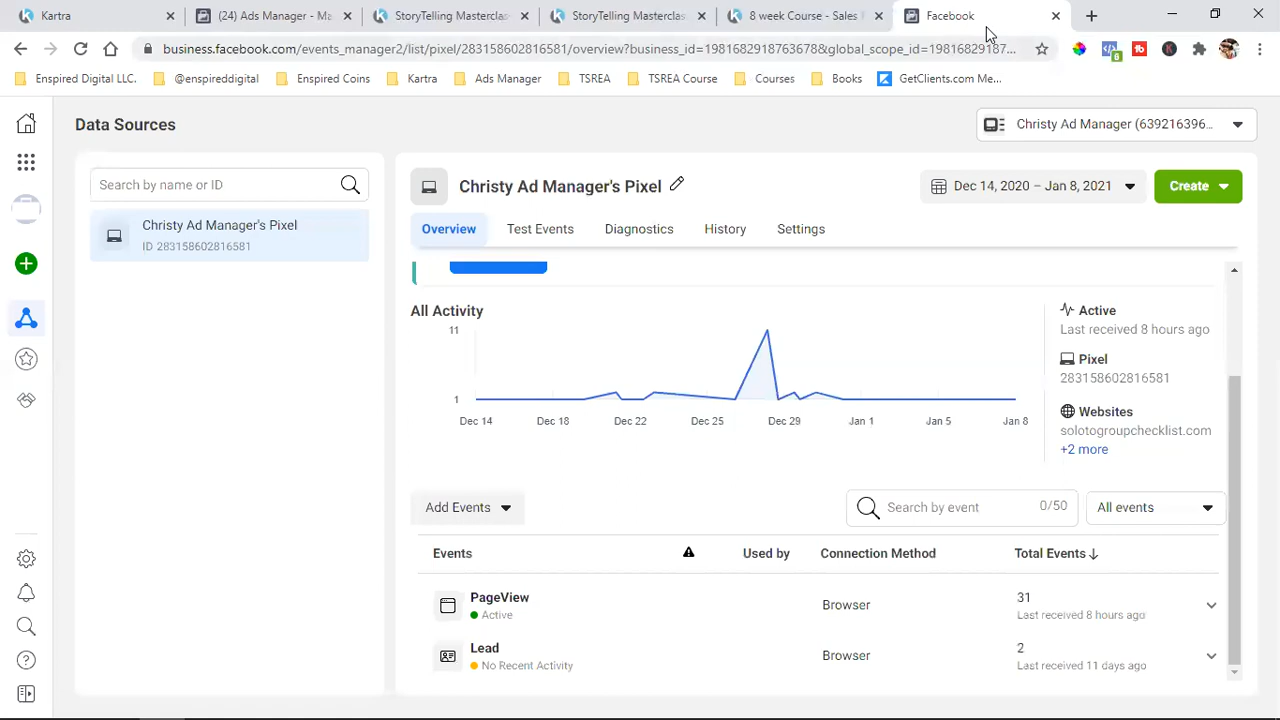 Kartra
(24) Ads Manager - Ma
StoryTelling Masterclas
StoryTelling Masterclas
8 week Course - Sales
Facebook
business.facebook.com/events_manager2/list/pixel/283158602816581/overview?business_id=1981682918763678&global_scope_id=19816829187...
6
Enspired Digital LLC.
@enspireddigital
Enspired Coins
Kartra
Ads Manager
TSREA
TSREA Course
Courses
Books
GetClients.com Me...
Data Sources
Christy Ad Manager (639216396...
Search by name or ID
Christy Ad Manager's Pixel
ID 283158602816581
Christy Ad Manager's Pixel
Dec 14, 2020 – Jan 8, 2021
Create
Overview
Test Events
Diagnostics
History
Settings
All Activity
11
1
Dec 14
Dec 18
Dec 22
Dec 25
Dec 29
Jan 1
Jan 5
Jan 8
Active
Last received 8 hours ago
Pixel
283158602816581
Websites
solotogroupchecklist.com
+2 more
Add Events
Search by event
0/50
All events
Events
Used by
Connection Method
Total Events
PageView
Active
Browser
31
Last received 8 hours ago
Lead
No Recent Activity
Browser
2
Last received 11 days ago